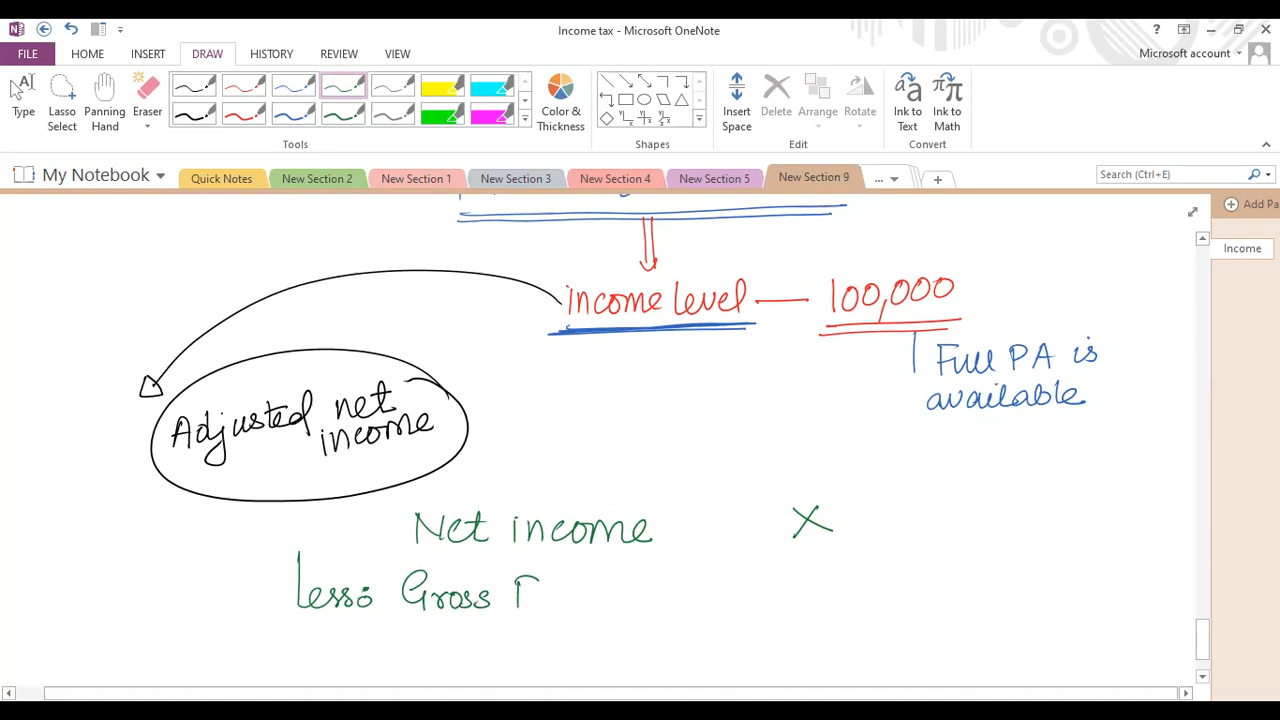 Income tax - Microsoft OneNote
FILE HOME INSERT DRAW HISTORY REVIEW VIEW
Microsoft account
Type
Lasso Select
Panning Hand
Eraser
Color & Thickness
Insert Space
Delete
Arrange
Rotate
Ink to Text
Ink to Math
Tools
Shapes
Edit
Convert
My Notebook
Quick Notes
New Section 2
New Section 1
New Section 3
New Section 4
New Section 5
New Section 9
...
Search (Ctrl+E)
Add Pa
Income
income level — 100,000
Full PA is
available
Adjusted net
income
Net income X
less: Gross